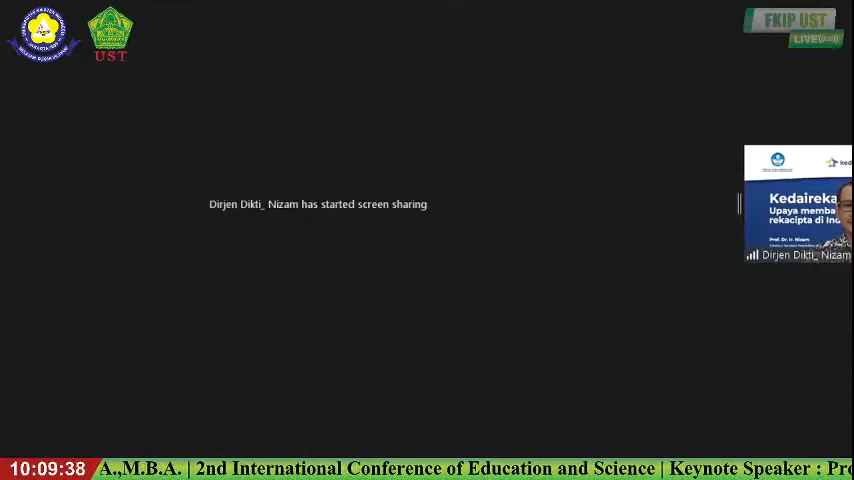 UST
FKIP UST
LIVE
Dirjen Dikti_ Nizam has started screen sharing
Kedaireka
Upaya memba
rekacipta di Ind
Prof. Dr. Ir. Nizam
Dirjen Dikti_ Nizam
10:09:38
A.,M.B.A. | 2nd International Conference of Education and Science | Keynote Speaker : Pro